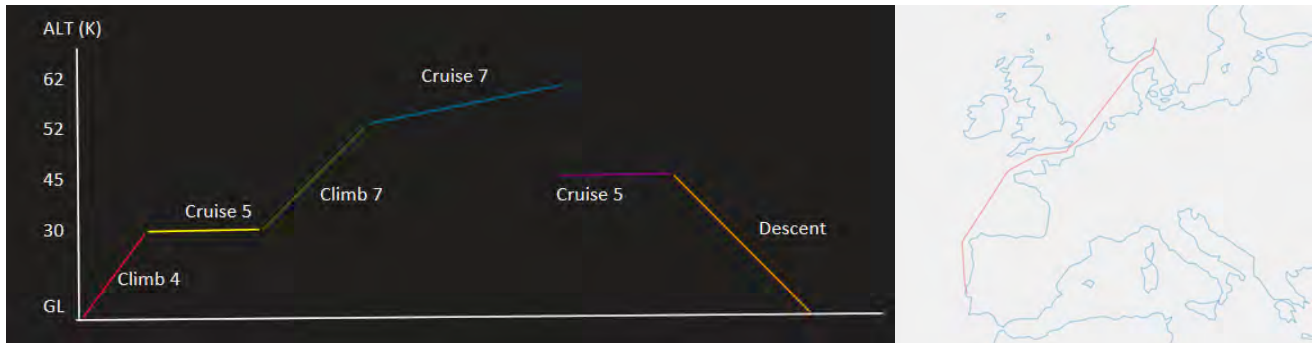 ALT (K)
62
Cruise 7
52
45
Climb 7
Cruise 5
Cruise 5
30
Descent
Climb 4
GL